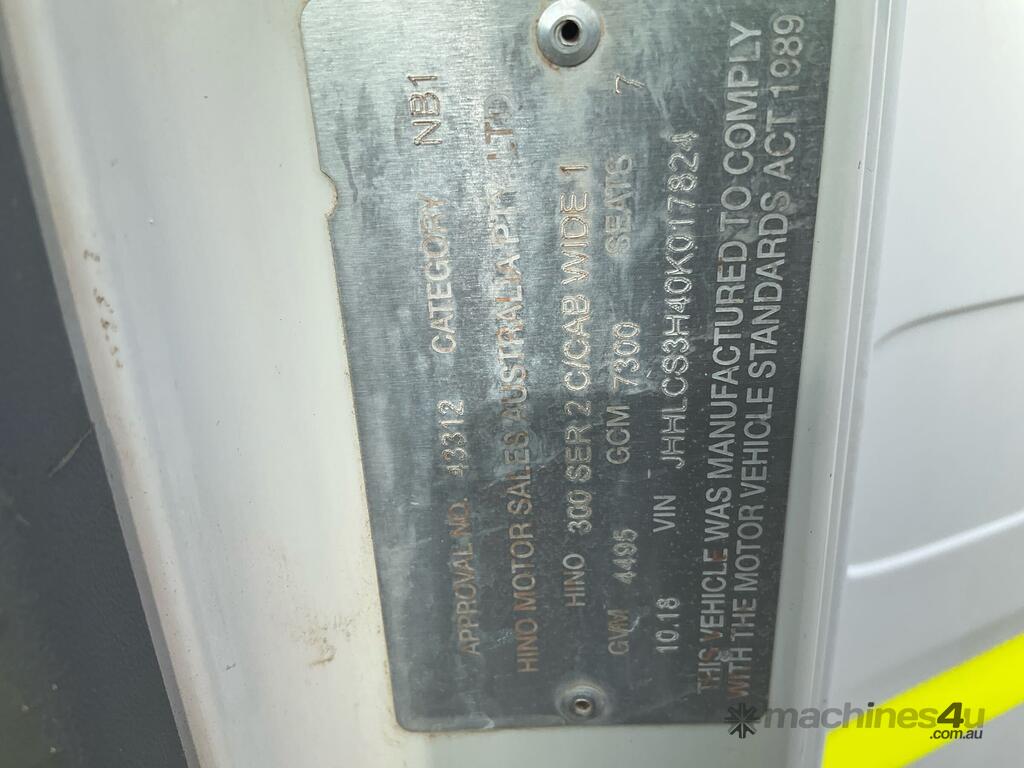 APPROVAL NO. 43312 CATEGORY NB1
HINO MOTOR SALES AUSTRALIA PTY LTD
HINO 300 SER 2 C/CAB WIDE 1
GVM 4495 GCM 7300 SEATS 7
10.18 VIN JHHLCS3H40K017824
THIS VEHICLE WAS MANUFACTURED TO COMPLY
WITH THE MOTOR VEHICLE STANDARDS ACT 1989
machines4u
.com.au